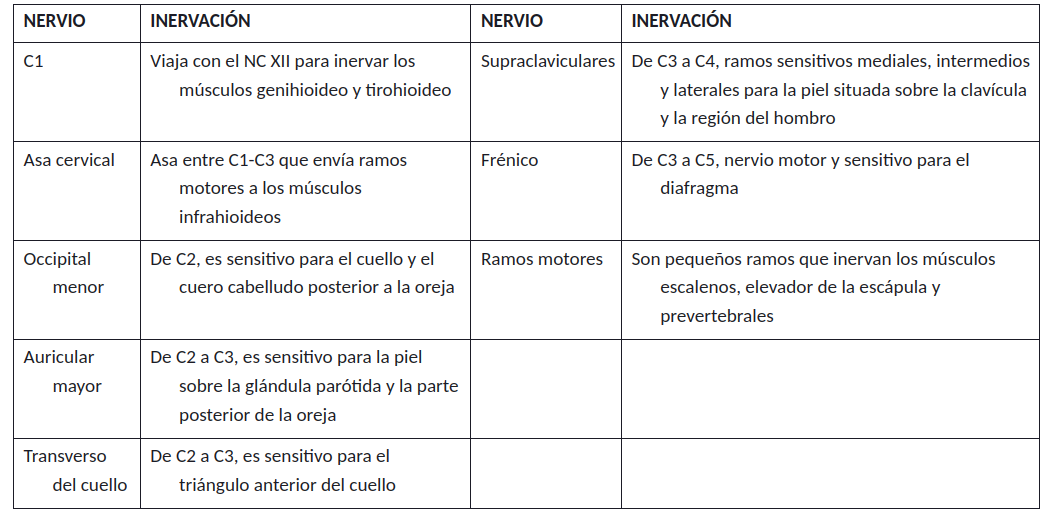 NERVIO INERVACIÓN NERVIO INERVACIÓN
C1
Viaja con el NC XII para inervar los
músculos genihioideo y tirohioideo
Supraclaviculares
De C3 a C4, ramos sensitivos mediales, intermedios
y laterales para la piel situada sobre la clavícula
y la región del hombro
Asa cervical
Asa entre C1-C3 que envía ramos
motores a los músculos
infrahioideos
Frénico
De C3 a C5, nervio motor y sensitivo para el
diafragma
Occipital
menor
De C2, es sensitivo para el cuello y el
cuero cabelludo posterior a la oreja
Ramos motores
Son pequeños ramos que inervan los músculos
escalenos, elevador de la escápula y
prevertebrales
Auricular
mayor
De C2 a C3, es sensitivo para la piel
sobre la glándula parótida y la parte
posterior de la oreja
Transverso
del cuello
De C2 a C3, es sensitivo para el
triángulo anterior del cuello